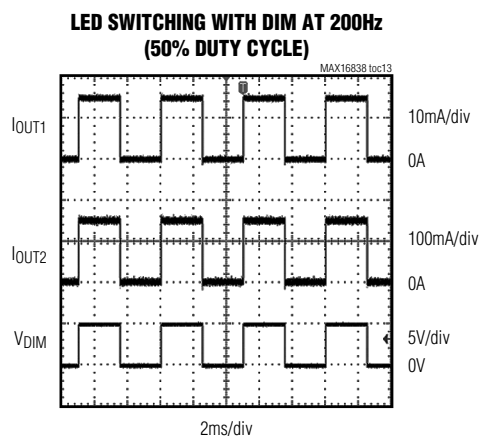 LED SWITCHING WITH DIM AT 200Hz
(50% DUTY CYCLE)
MAX16838 toc13
T
IOUT1
10mA/div
0A
IOUT2
100mA/div
0A
VDIM
5V/div
0V
2ms/div